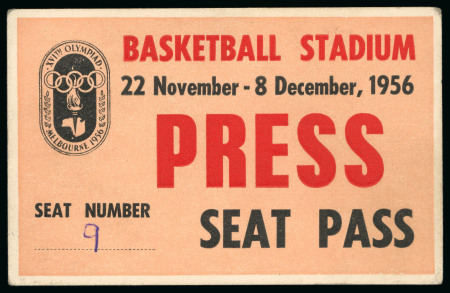 XVITH OLYMPIAD
MELBOURNE 1956
BASKETBALL STADIUM
22 November - 8 December, 1956
PRESS
SEAT NUMBER
9
SEAT PASS